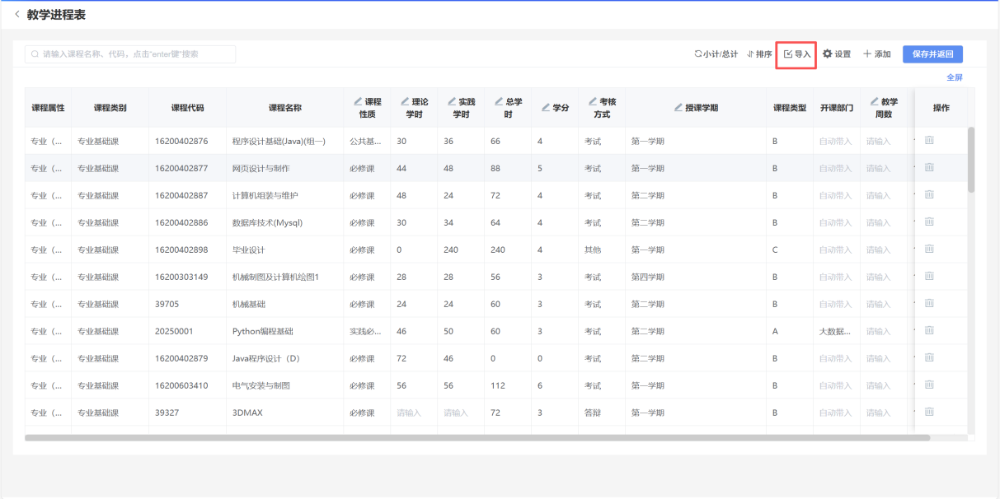 教学进程表
请输入课程名称、代码，点击"enter键"搜索 小计/总计 排序 导入 设置 添加 保存并返回
全屏
课程属性 课程类别 课程代码 课程名称 课程性质 理论学时 实践学时 总学时 学分 考核方式 授课学期 课程类型 开课部门 教学周数 操作
专业（... 专业基础课 16200402876 程序设计基础(Java)(组一) 公共基... 30 36 66 4 考试 第一学期 B 自动带入 请输入
专业（... 专业基础课 16200402877 网页设计与制作 必修课 44 48 88 5 考试 第一学期 B 自动带入 请输入
专业（... 专业基础课 16200402887 计算机组装与维护 必修课 48 24 72 4 考试 第二学期 B 自动带入 请输入
专业（... 专业基础课 16200402886 数据库技术(Mysql) 必修课 30 34 64 4 考试 第二学期 B 自动带入 请输入
专业（... 专业基础课 16200402898 毕业设计 必修课 0 240 240 4 其他 第一学期 C 自动带入 请输入
专业（... 专业基础课 16200303149 机械制图及计算机绘图1 必修课 28 28 56 3 考试 第四学期 B 自动带入 请输入
专业（... 专业基础课 39705 机械基础 必修课 24 24 60 3 考试 第二学期 B 自动带入 请输入
专业（... 专业基础课 20250001 Python编程基础 实践必... 46 50 60 3 考试 第二学期 A 大数据... 请输入
专业（... 专业基础课 16200402879 Java程序设计（D） 必修课 72 46 0 0 考试 第二学期 B 自动带入 请输入
专业（... 专业基础课 16200603410 电气安装与制图 必修课 56 56 112 6 考试 第一学期 B 自动带入 请输入
专业（... 专业基础课 39327 3DMAX 必修课 请输入 请输入 72 3 答辩 第一学期 B 自动带入 请输入